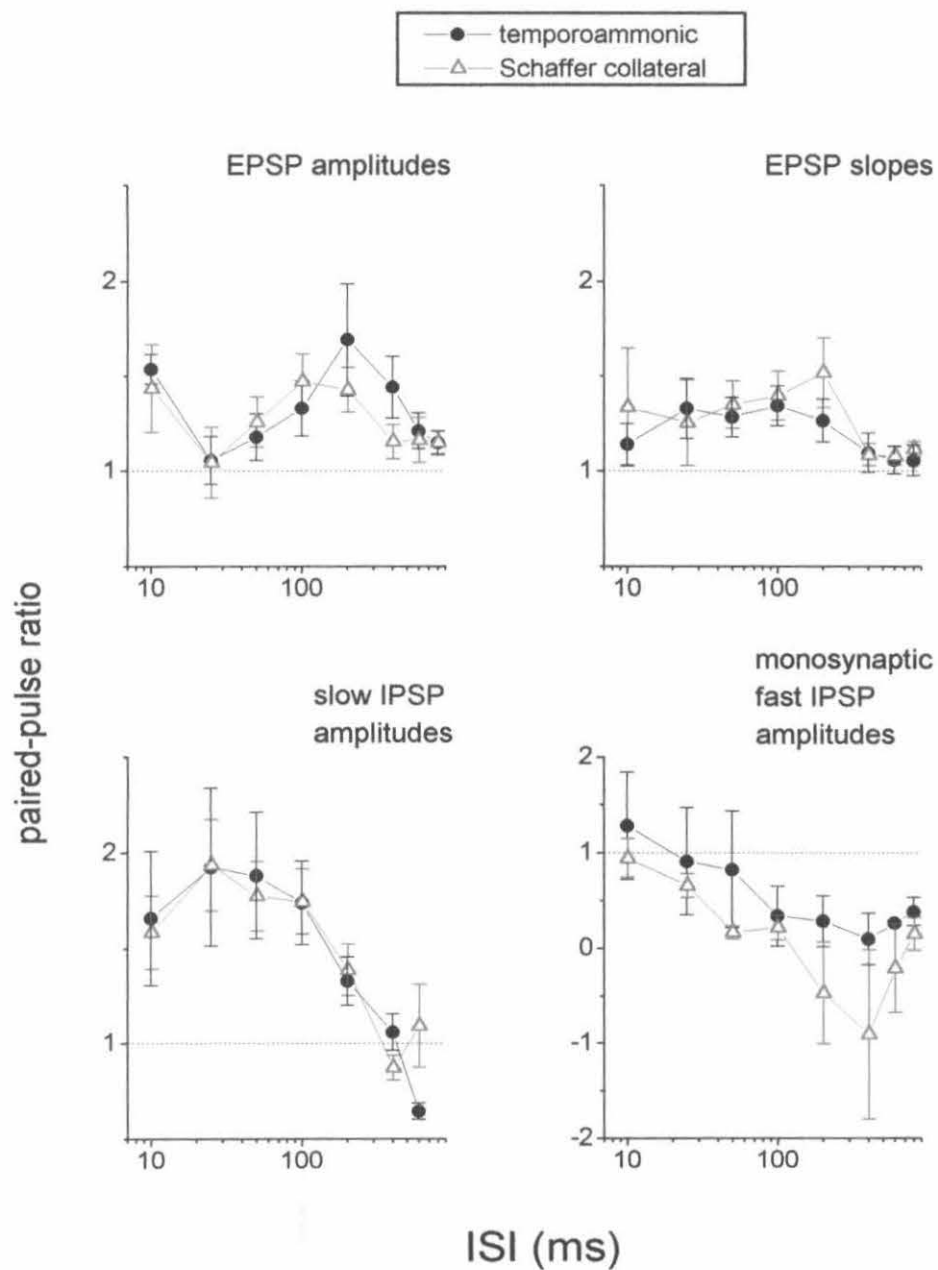 temporoammonic
Schaffer collateral
EPSP amplitudes
EPSP slopes
2
1
10
100
2
1
10
100
paired-pulse ratio
slow IPSP
amplitudes
monosynaptic
fast IPSP
amplitudes
2
1
10
100
2
1
0
-1
-2
10
100
ISI (ms)